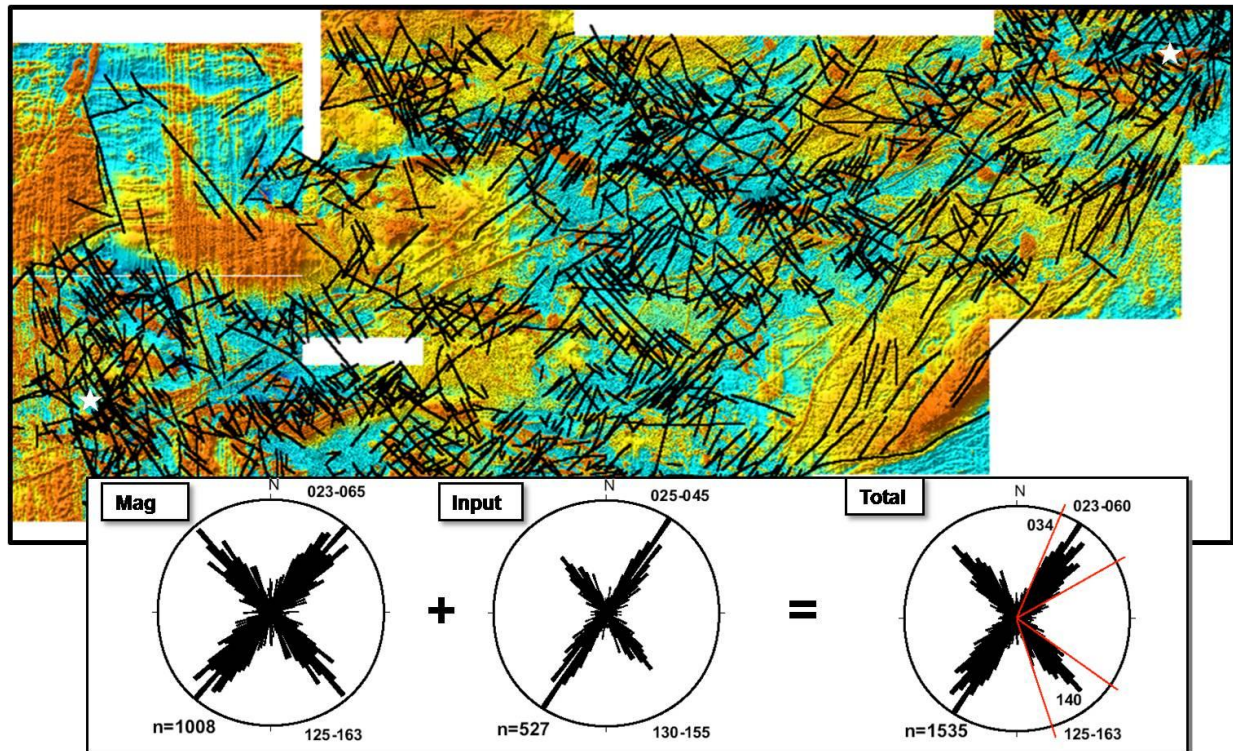 Mag
N
023-065
n=1008
125-163
+
Input
N
025-045
n=527
130-155
=
Total
N
023-060
034
140
n=1535
125-163